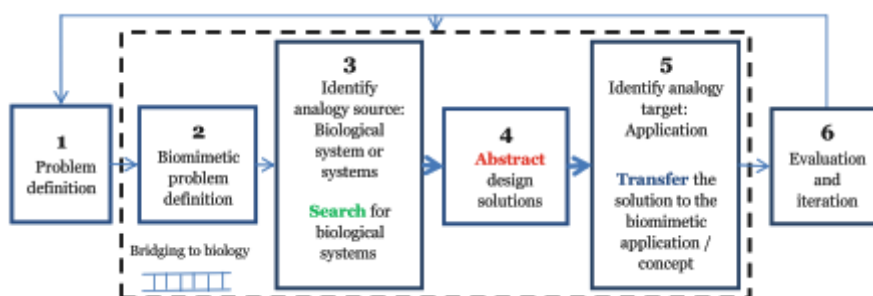 1
Problem
definition
2
Biomimetic
problem
definition
Bridging to biology
3
Identify
analogy source:
Biological
system or
systems
Search for
biological
systems
4
Abstract
design
solutions
5
Identify analogy
target:
Application
Transfer the
solution to the
biomimetic
application /
concept
6
Evaluation
and
iteration